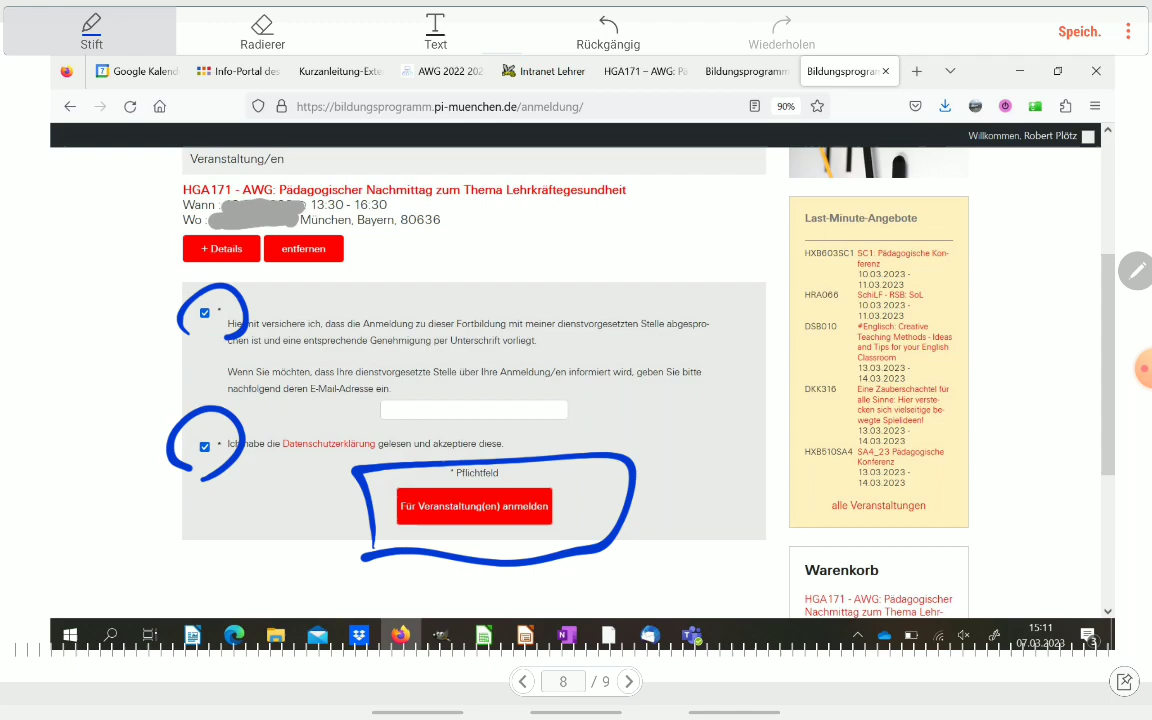 Stift
Radierer
Text
Rückgängig
Wiederholen
Speich.
Google Kalend
Info-Portal des
Kurzanleitung-Exte
AWG 2022 202
Intranet Lehrer
HGA171 – AWG: Pä
Bildungsprogramm
Bildungsprogran
https://bildungsprogramm.pi-muenchen.de/anmeldung/
90%
Willkommen, Robert Plötz
Veranstaltung/en
HGA171 - AWG: Pädagogischer Nachmittag zum Thema Lehrkräftegesundheit
Wann : 13:30 - 16:30
Wo : München, Bayern, 80636
+ Details
entfernen
*
Hiermit versichere ich, dass die Anmeldung zu dieser Fortbildung mit meiner dienstvorgesetzten Stelle abgespro-
chen ist und eine entsprechende Genehmigung per Unterschrift vorliegt.
Wenn Sie möchten, dass Ihre dienstvorgesetzte Stelle über Ihre Anmeldung/en informiert wird, geben Sie bitte
nachfolgend deren E-Mail-Adresse ein.
* Ich habe die Datenschutzerklärung gelesen und akzeptiere diese.
* Pflichtfeld
Für Veranstaltung(en) anmelden
Last-Minute-Angebote
HXB603SC1 SC1: Pädagogische Kon-
ferenz
10.03.2023 -
11.03.2023
HRA066 SchiLF - RSB: SoL
10.03.2023 -
11.03.2023
DSB010 #Englisch: Creative
Teaching Methods - Ideas
and Tips for your English
Classroom
13.03.2023 -
14.03.2023
DKK316 Eine Zauberschachtel für
alle Sinne: Hier verste-
cken sich vielseitige be-
wegte Spielideen!
13.03.2023 -
14.03.2023
HXB510SA4 SA4_23 Pädagogische
Konferenz
13.03.2023 -
14.03.2023
alle Veranstaltungen
Warenkorb
HGA171 - AWG: Pädagogischer
Nachmittag zum Thema Lehr-
15:11
07.03.2023
3
8 / 9